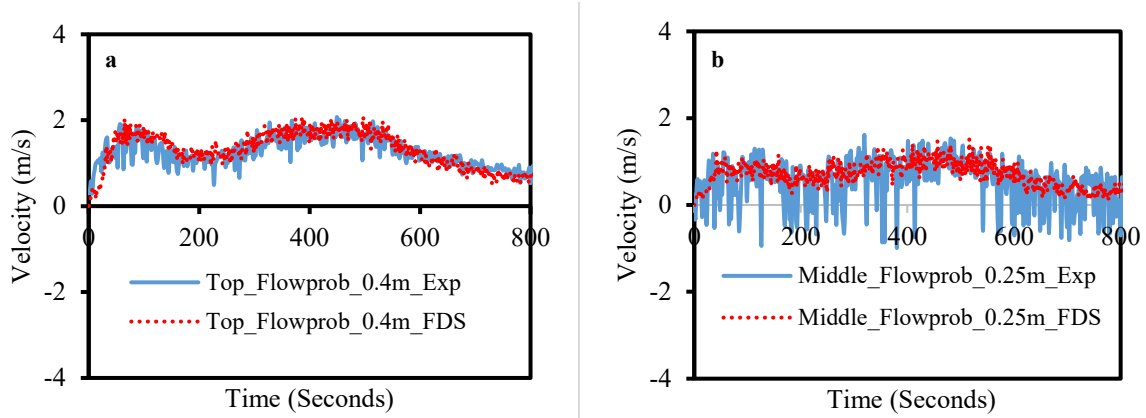 a
4
2
0
-2
-4
0
200
400
600
800
Velocity (m/s)
Time (Seconds)
Top_Flowprob_0.4m_Exp
Top_Flowprob_0.4m_FDS
b
4
2
0
-2
-4
0
200
400
600
800
Velocity (m/s)
Time (Seconds)
Middle_Flowprob_0.25m_Exp
Middle_Flowprob_0.25m_FDS